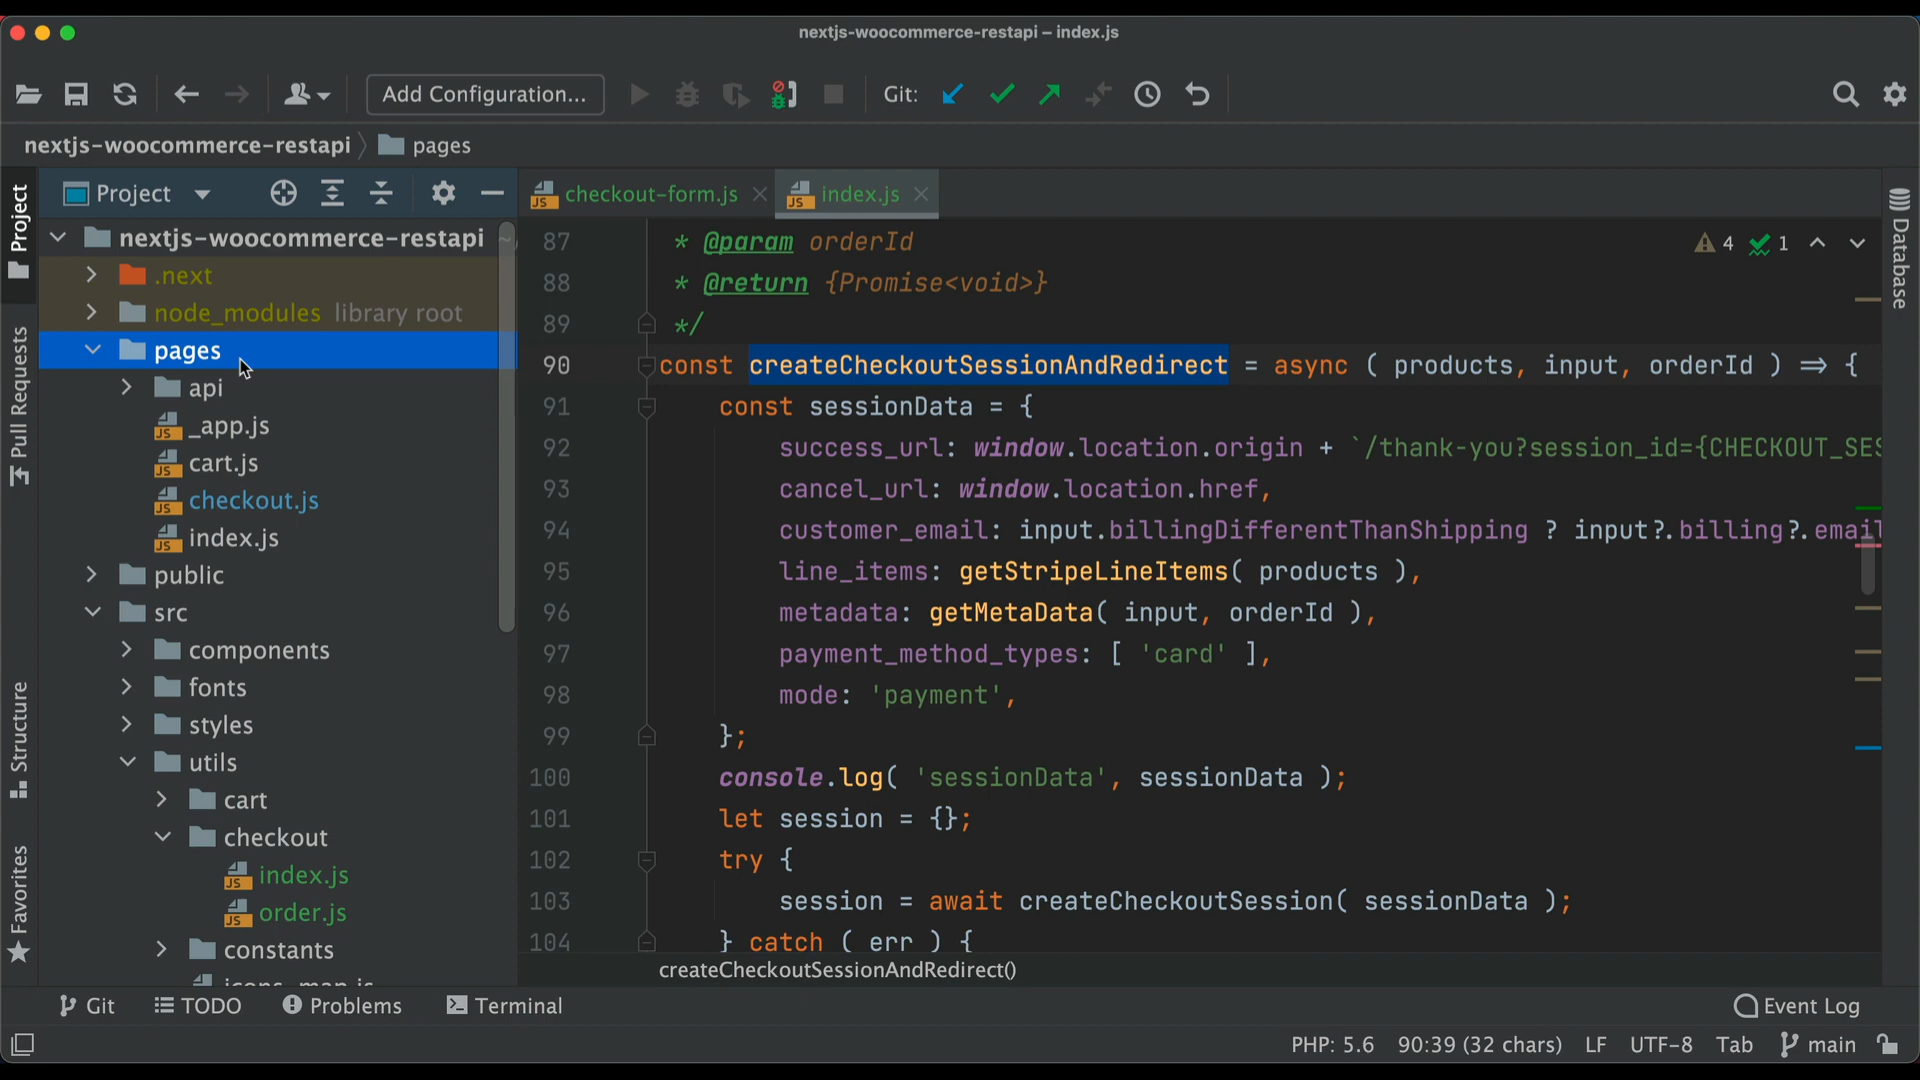 nextjs-woocommerce-restapi – index.js
Add Configuration...
Git:
nextjs-woocommerce-restapi
pages
Project
Pull Requests
Structure
Favorites
Project
nextjs-woocommerce-restapi
.next
node_modules library root
pages
api
_app.js
cart.js
checkout.js
index.js
public
src
components
fonts
styles
utils
cart
checkout
index.js
order.js
constants
checkout-form.js
index.js
4
1
87 * @param orderId
88 * @return {Promise<void>}
89 */
90 const createCheckoutSessionAndRedirect = async ( products, input, orderId ) => {
91 const sessionData = {
92 success_url: window.location.origin + `/thank-you?session_id={CHECKOUT_SES
93 cancel_url: window.location.href,
94 customer_email: input.billingDifferentThanShipping ? input?.billing?.email
95 line_items: getStripeLineItems( products ),
96 metadata: getMetaData( input, orderId ),
97 payment_method_types: [ 'card' ],
98 mode: 'payment',
99 };
100 console.log( 'sessionData', sessionData );
101 let session = {};
102 try {
103 session = await createCheckoutSession( sessionData );
104 } catch ( err ) {
createCheckoutSessionAndRedirect()
Database
Git
TODO
Problems
Terminal
Event Log
PHP: 5.6
90:39 (32 chars)
LF
UTF-8
Tab
main